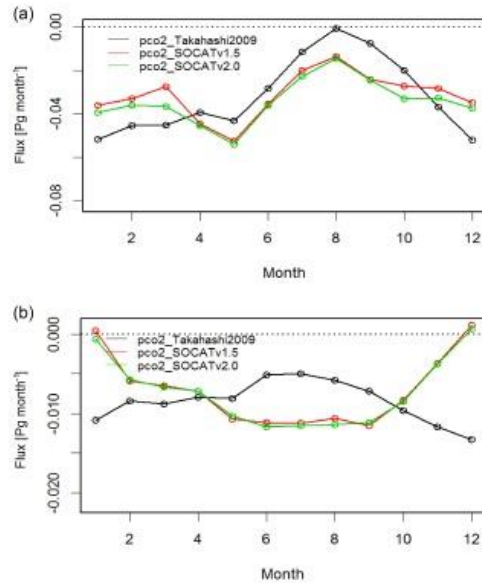 (a)
0.00
-0.04
-0.08
Flux [Pg month⁻¹]
pco2_Takahashi2009
pco2_SOCATv1.5
pco2_SOCATv2.0
2 4 6 8 10 12
Month
(b)
0.000
-0.010
-0.020
Flux [Pg month⁻¹]
pco2_Takahashi2009
pco2_SOCATv1.5
pco2_SOCATv2.0
2 4 6 8 10 12
Month